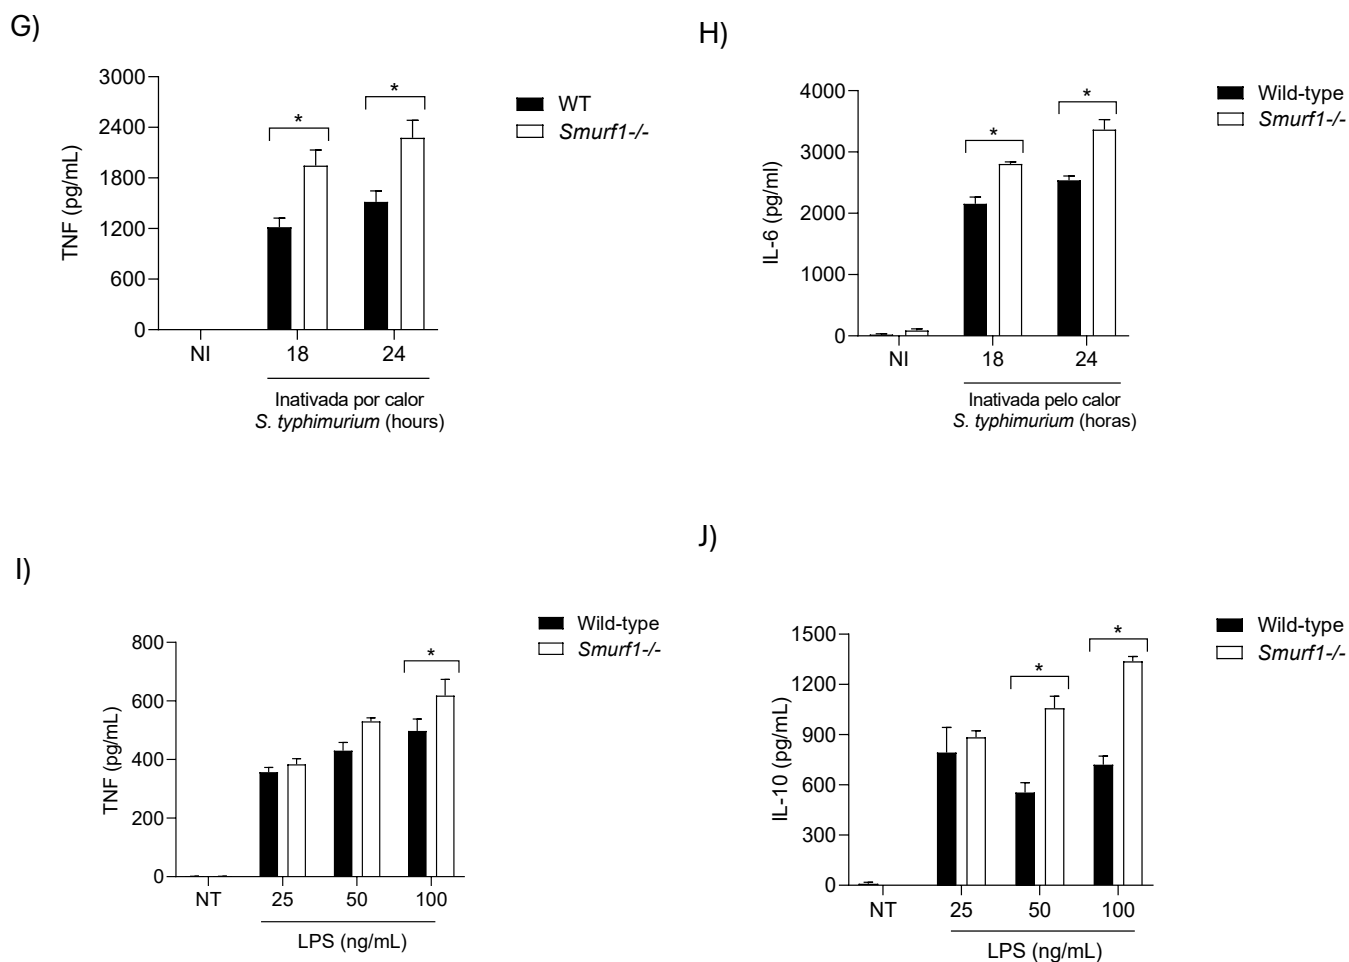 G)
3000
2400
1800
1200
600
0
TNF (pg/mL)
*
*
WT
Smurf1-/-
NI
18
24
Inativada por calor
S. typhimurium (hours)
H)
4000
3000
2000
1000
0
IL-6 (pg/ml)
*
*
Wild-type
Smurf1-/-
NI
18
24
Inativada pelo calor
S. typhimurium (horas)
I)
800
600
400
200
0
TNF (pg/mL)
*
Wild-type
Smurf1-/-
NT
25
50
100
LPS (ng/mL)
J)
1500
1200
900
600
300
0
IL-10 (pg/mL)
*
*
Wild-type
Smurf1-/-
NT
25
50
100
LPS (ng/mL)